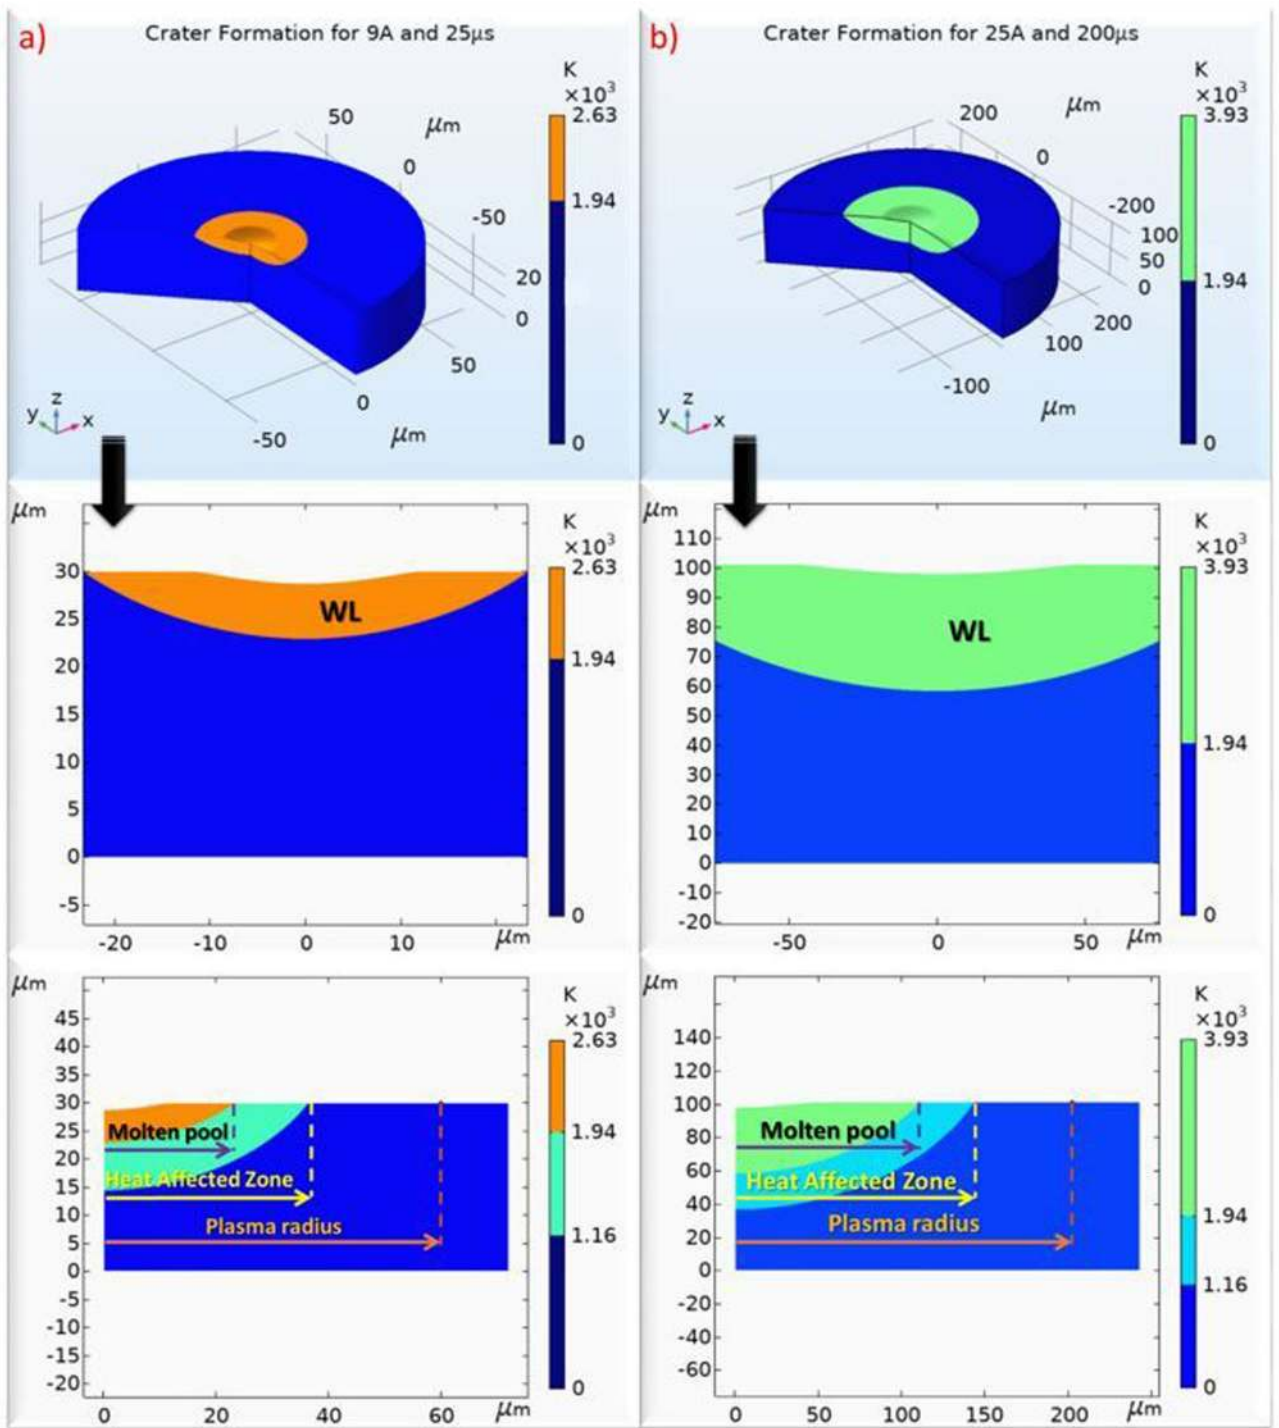 a)
Crater Formation for 9A and 25μs
K
×10³
2.63
1.94
0
50
μm
0
-50
20
0
50
0
μm
-50
z
y
x
b)
Crater Formation for 25A and 200μs
K
×10³
3.93
1.94
0
200
μm
0
-200
100
50
0
200
100
-100
μm
z
y
x
μm
30
25
20
15
10
5
0
-5
-20
-10
0
10
μm
WL
K
×10³
2.63
1.94
0
μm
110
100
90
80
70
60
50
40
30
20
10
0
-10
-20
-50
0
50
μm
WL
K
×10³
3.93
1.94
0
μm
45
40
35
30
25
20
15
10
5
0
-5
-10
-15
-20
0
20
40
60
μm
Molten pool
Heat Affected Zone
Plasma radius
K
×10³
2.63
1.94
1.16
0
μm
140
120
100
80
60
40
20
0
-20
-40
-60
0
50
100
150
200
μm
Molten pool
Heat Affected Zone
Plasma radius
K
×10³
3.93
1.94
1.16
0